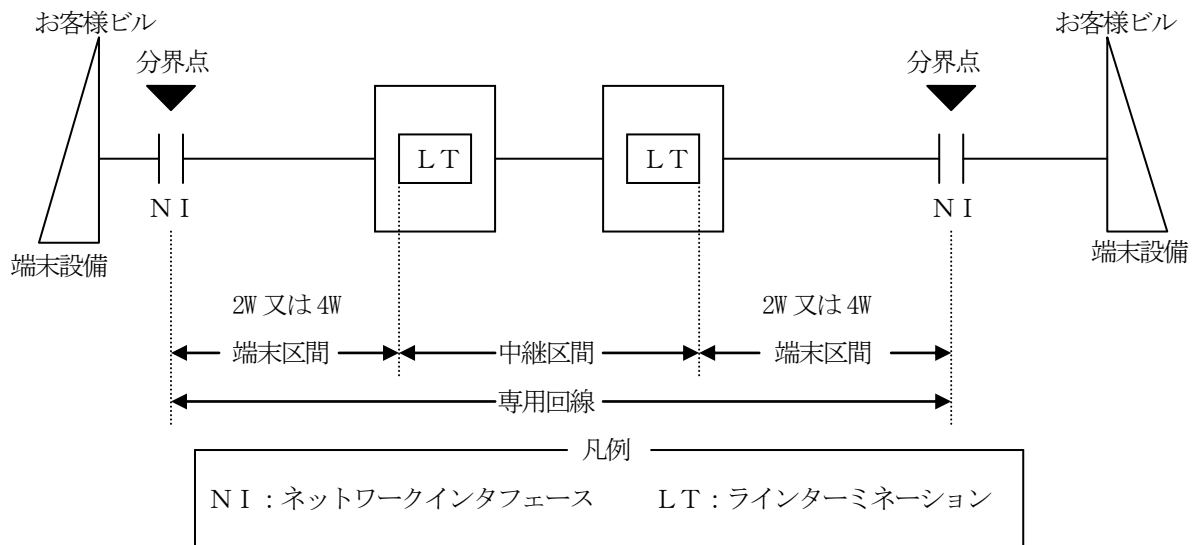 お客様ビル
お客様ビル
分界点
分界点
ＬＴ
ＬＴ
ＮＩ
ＮＩ
端末設備
端末設備
2W 又は 4W
2W 又は 4W
端末区間
中継区間
端末区間
専用回線
凡例
ＮＩ：ネットワークインタフェース　　ＬＴ：ラインターミネーション